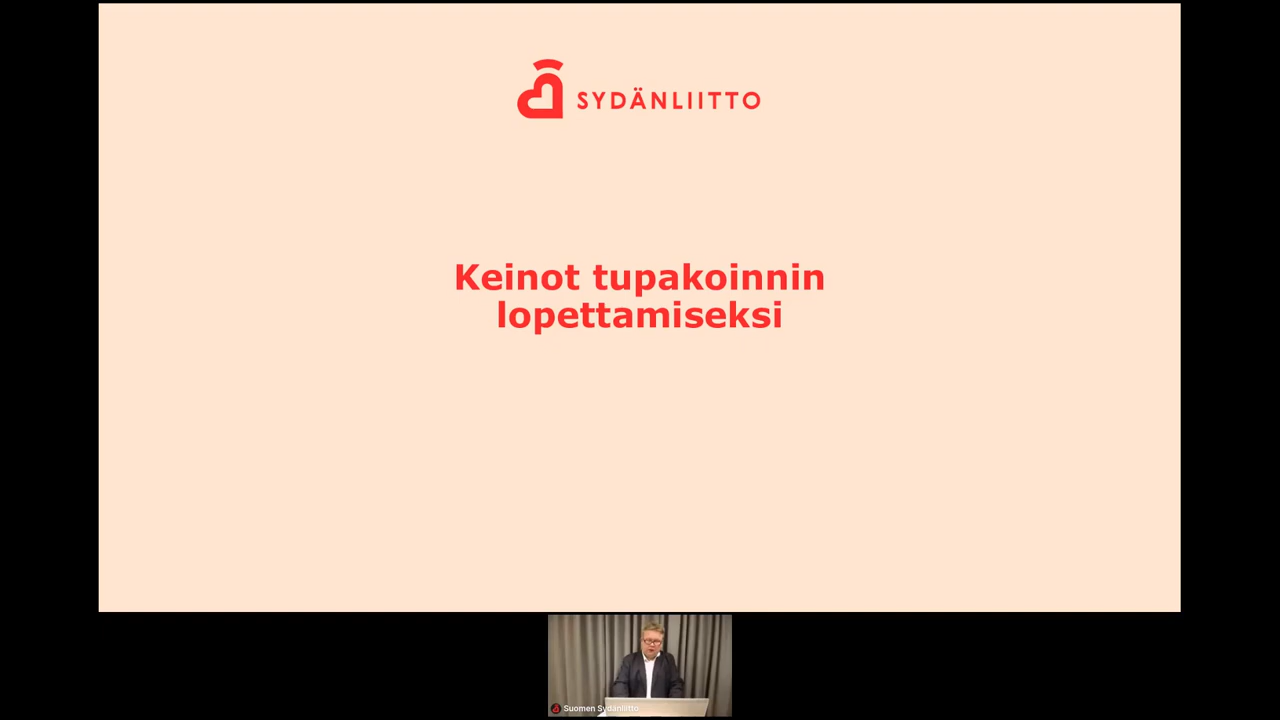 SYDÄNLIITTO
Keinot tupakoinnin
lopettamiseksi
Suomen Sydänliitto